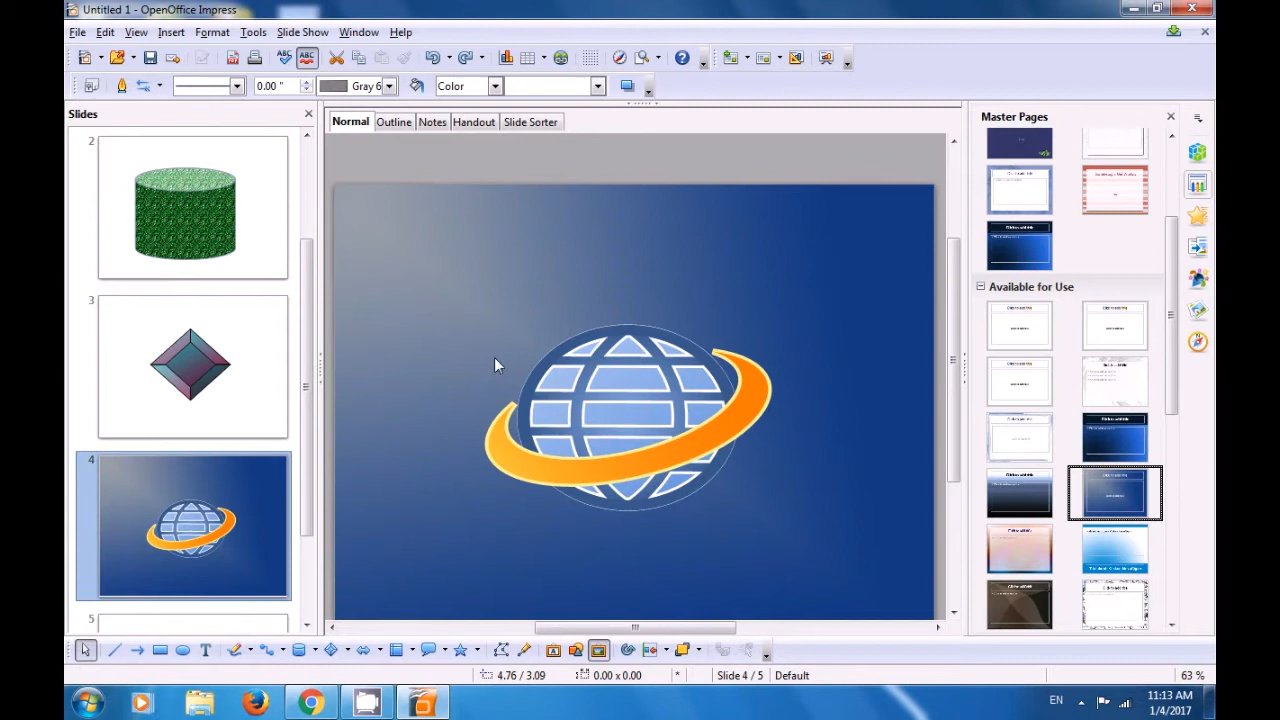 Untitled 1 - OpenOffice Impress
File Edit View Insert Format Tools Slide Show Window Help
0.00 " Gray 6 Color
Slides
Normal Outline Notes Handout Slide Sorter
Master Pages
2
3
4
5
Available for Use
4.76 / 3.09 0.00 x 0.00 * Slide 4 / 5 Default 63 %
EN 11:13 AM
1/4/2017